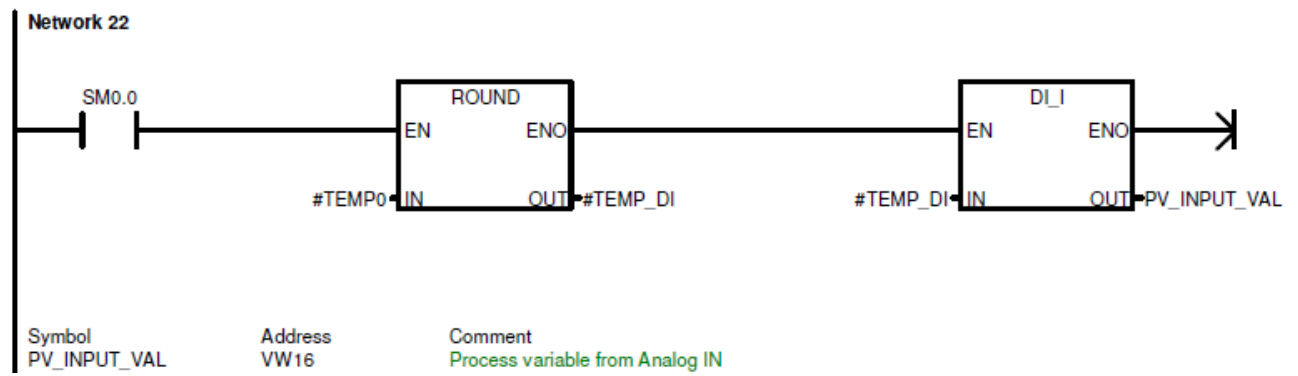 Network 22
SM0.0
ROUND
DI_I
EN ENO
EN ENO
#TEMP0 IN OUT #TEMP_DI
#TEMP_DI IN OUT PV_INPUT_VAL
Symbol Address Comment
PV_INPUT_VAL VW16 Process variable from Analog IN